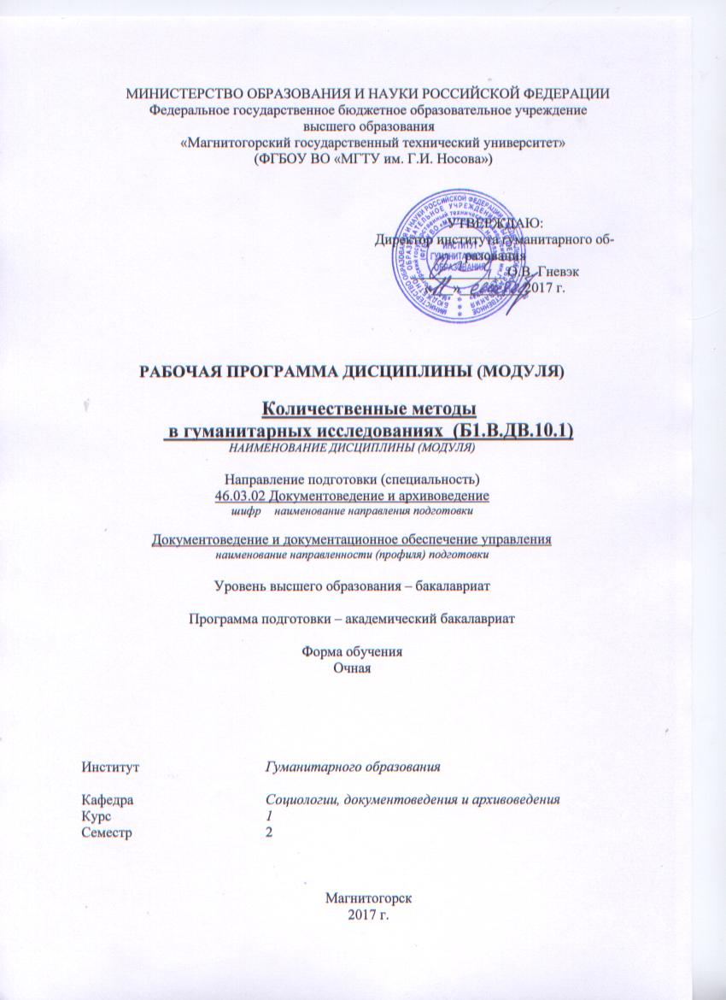 МИНИСТЕРСТВО ОБРАЗОВАНИЯ И НАУКИ РОССИЙСКОЙ ФЕДЕРАЦИИ
Федеральное государственное бюджетное образовательное учреждение
высшего образования
«Магнитогорский государственный технический университет»
(ФГБОУ ВО «МГТУ им. Г.И. Носова»)
УТВЕРЖДАЮ:
Директор института гуманитарного об-
разования
О.В. Гневэк
«11» 2017 г.
ИНСТИТУТ
ГУМАНИТАРНОГО
ОБРАЗОВАНИЯ
РАБОЧАЯ ПРОГРАММА ДИСЦИПЛИНЫ (МОДУЛЯ)
Количественные методы
в гуманитарных исследованиях (Б1.В.ДВ.10.1)
НАИМЕНОВАНИЕ ДИСЦИПЛИНЫ (МОДУЛЯ)
Направление подготовки (специальность)
46.03.02 Документоведение и архивоведение
шифр наименование направления подготовки
Документоведение и документационное обеспечение управления
наименование направленности (профиля) подготовки
Уровень высшего образования – бакалавриат
Программа подготовки – академический бакалавриат
Форма обучения
Очная
Институт Гуманитарного образования
Кафедра Социологии, документоведения и архивоведения
Курс 1
Семестр 2
Магнитогорск
2017 г.